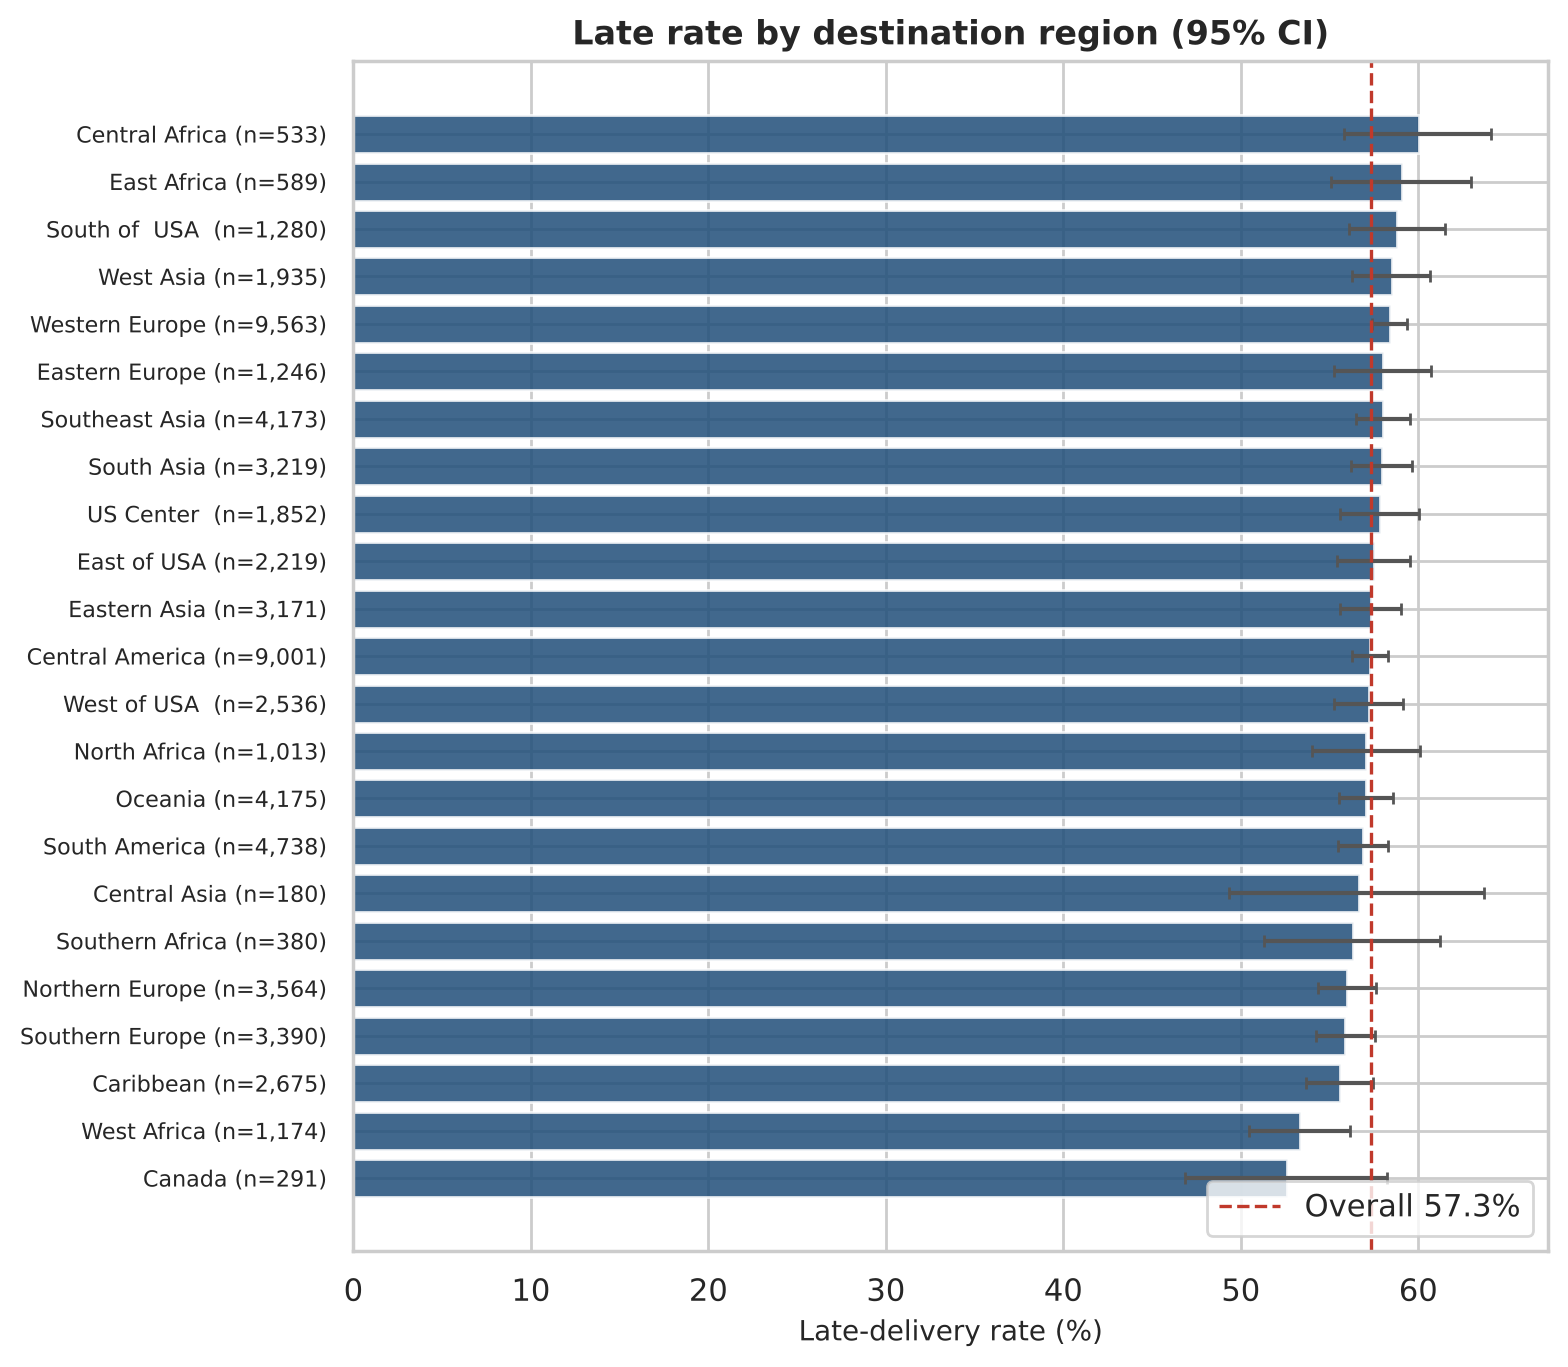 Late rate by destination region (95% CI)
Central Africa (n=533)
East Africa (n=589)
South of  USA  (n=1,280)
West Asia (n=1,935)
Western Europe (n=9,563)
Eastern Europe (n=1,246)
Southeast Asia (n=4,173)
South Asia (n=3,219)
US Center  (n=1,852)
East of USA (n=2,219)
Eastern Asia (n=3,171)
Central America (n=9,001)
West of USA  (n=2,536)
North Africa (n=1,013)
Oceania (n=4,175)
South America (n=4,738)
Central Asia (n=180)
Southern Africa (n=380)
Northern Europe (n=3,564)
Southern Europe (n=3,390)
Caribbean (n=2,675)
West Africa (n=1,174)
Canada (n=291)
Overall 57.3%
0 10 20 30 40 50 60
Late-delivery rate (%)